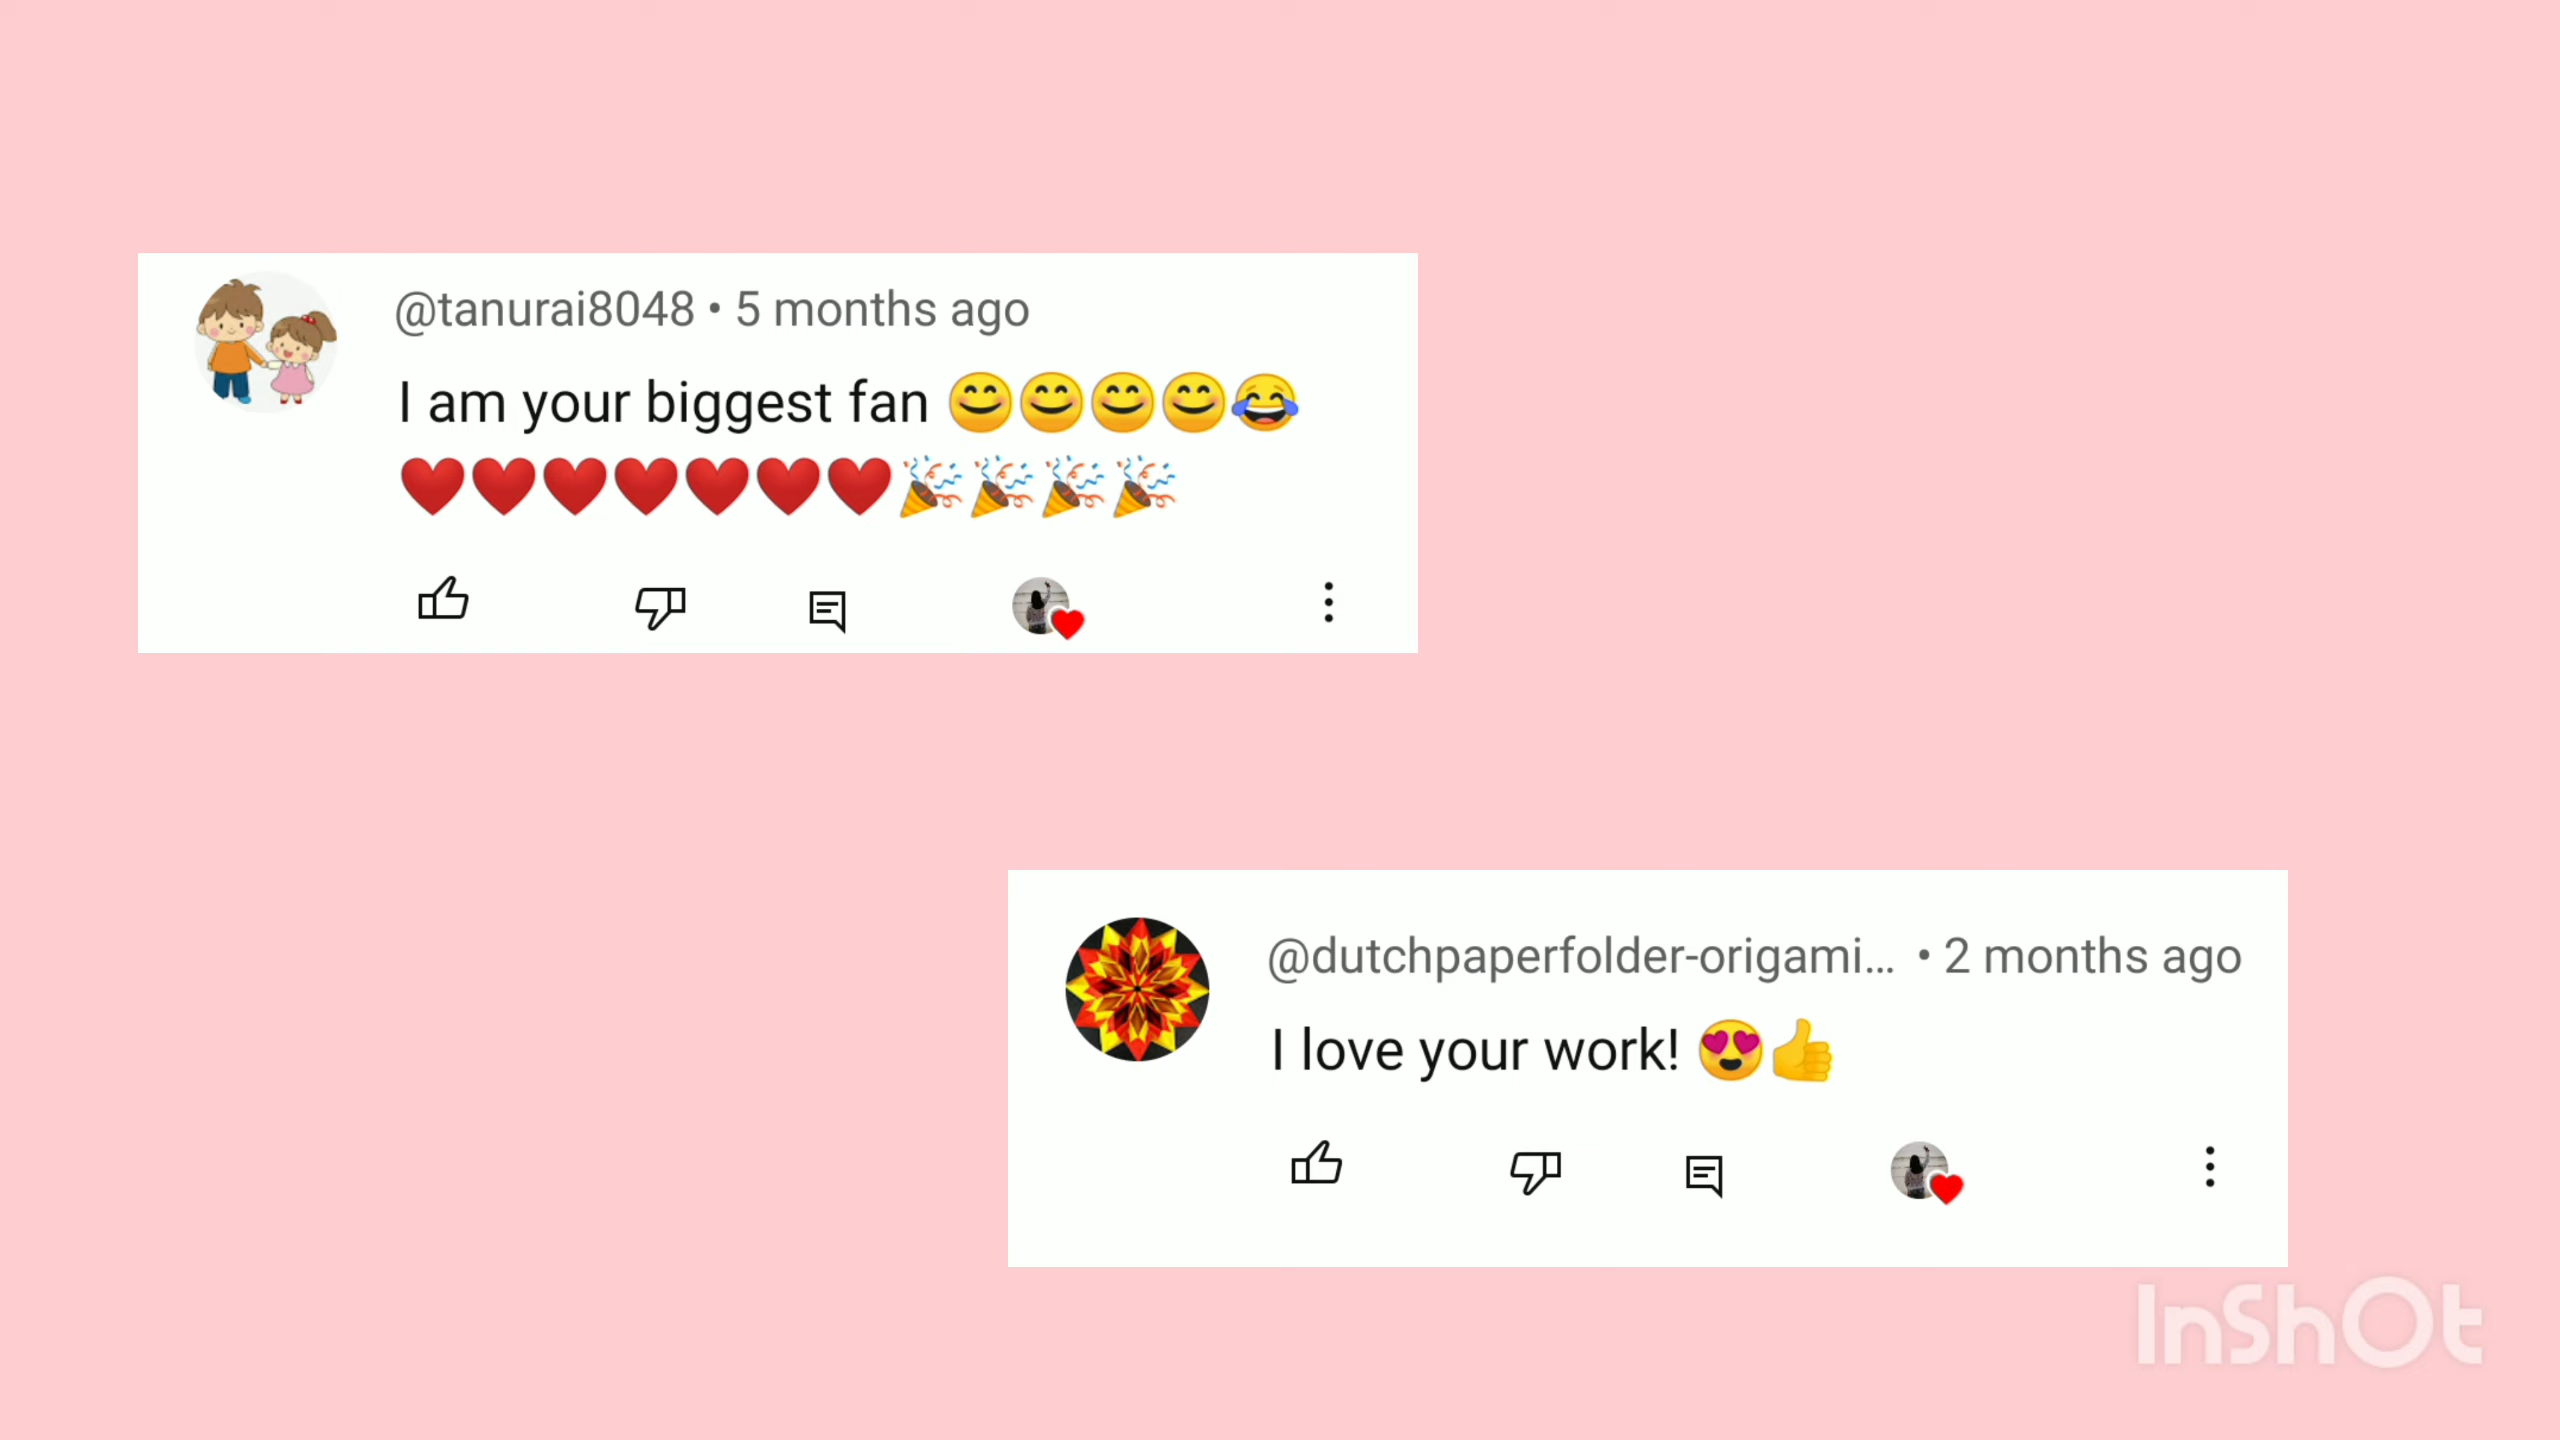 @tanurai8048 • 5 months ago
I am your biggest fan 😊😊😊😊😂
❤️❤️❤️❤️❤️❤️❤️🎉🎉🎉🎉
@dutchpaperfolder-origami... • 2 months ago
I love your work! 😍👍
InShOt